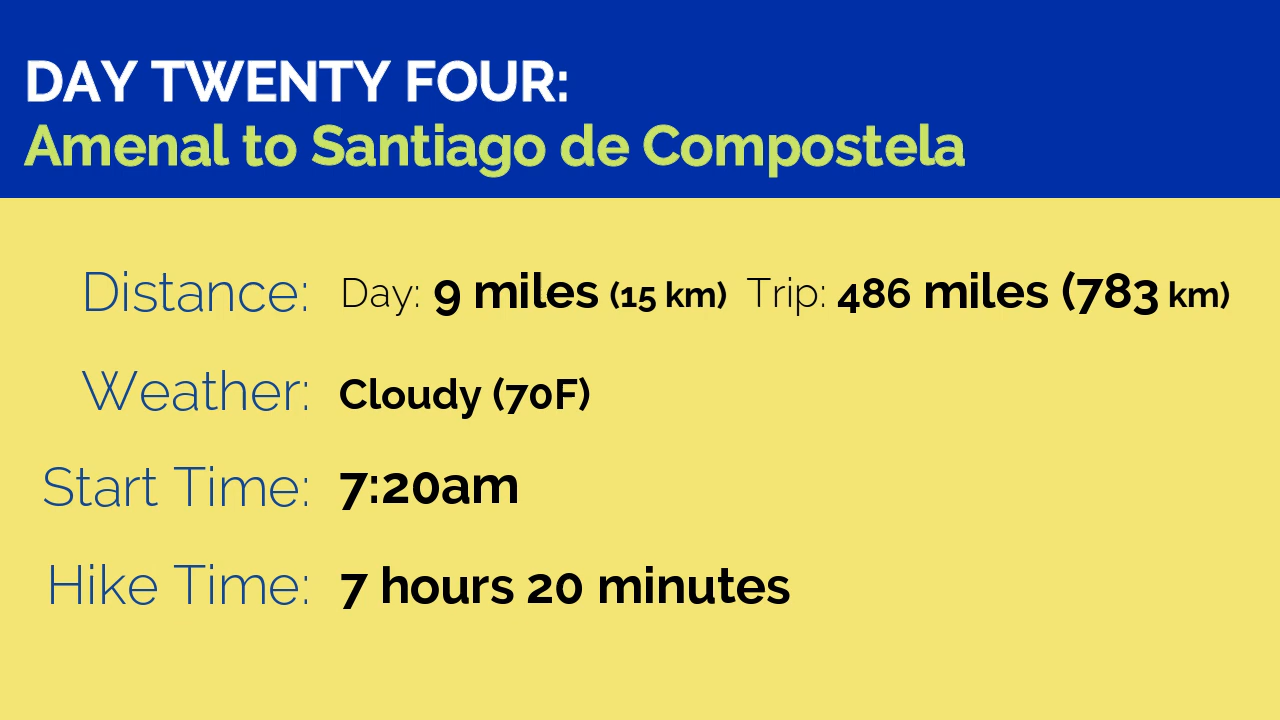 DAY TWENTY FOUR:
Amenal to Santiago de Compostela
Distance: Day: 9 miles (15 km) Trip: 486 miles (783 km)
Weather: Cloudy (70F)
Start Time: 7:20am
Hike Time: 7 hours 20 minutes